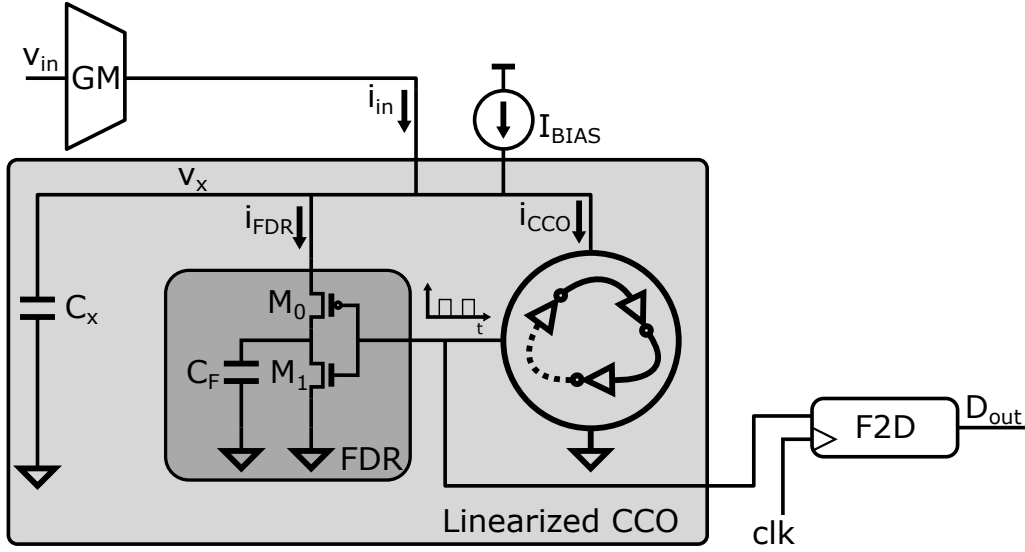 v_in
GM
i_in
I_BIAS
v_x
i_FDR
i_CCO
C_x
M_0
t
C_F
M_1
FDR
F2D
D_out
Linearized CCO
clk